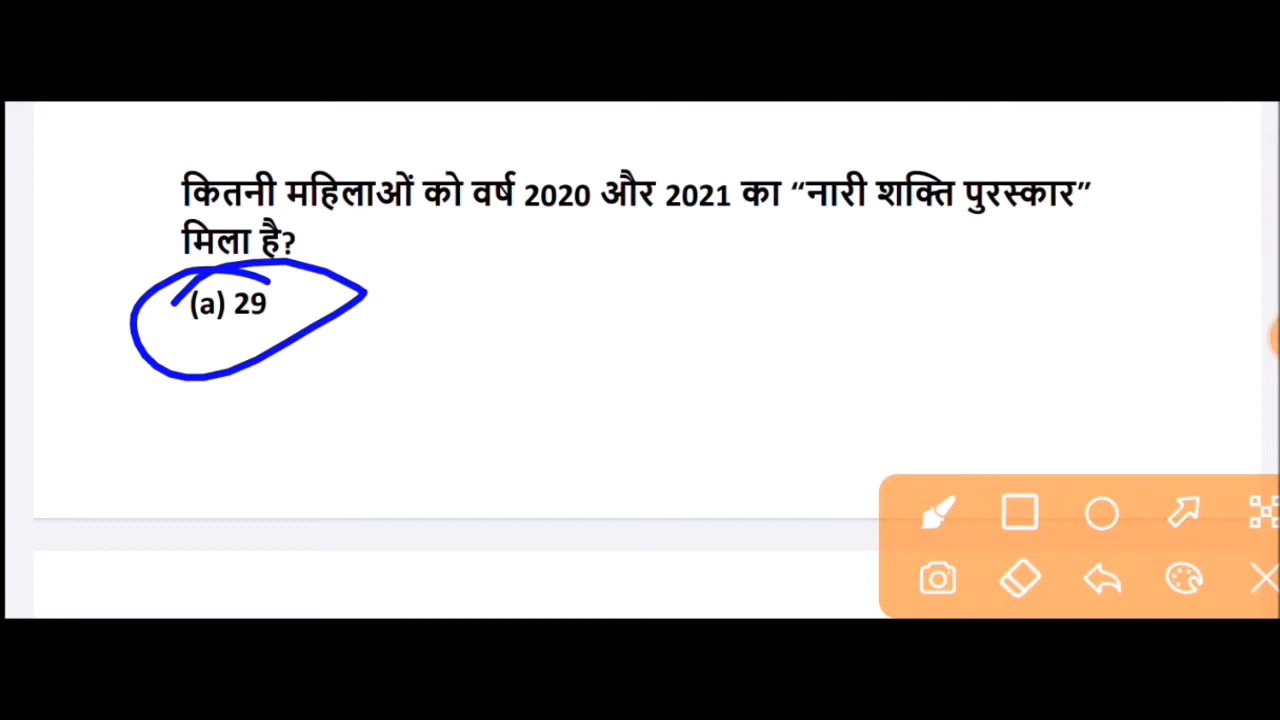 कितनी महिलाओं को वर्ष 2020 और 2021 का “नारी शक्ति पुरस्कार”
मिला है?
(a) 29